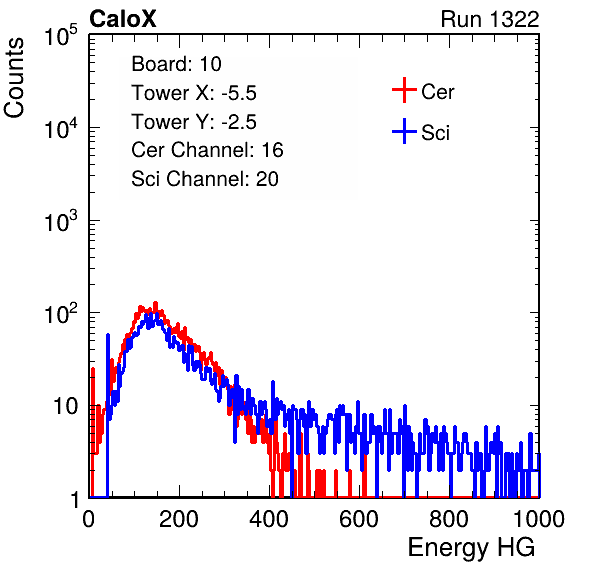 CaloX
Run 1322
Counts
Board: 10
Tower X: -5.5
Tower Y: -2.5
Cer Channel: 16
Sci Channel: 20
Cer
Sci
10^5
10^4
10^3
10^2
10
1
0 200 400 600 800 1000
Energy HG